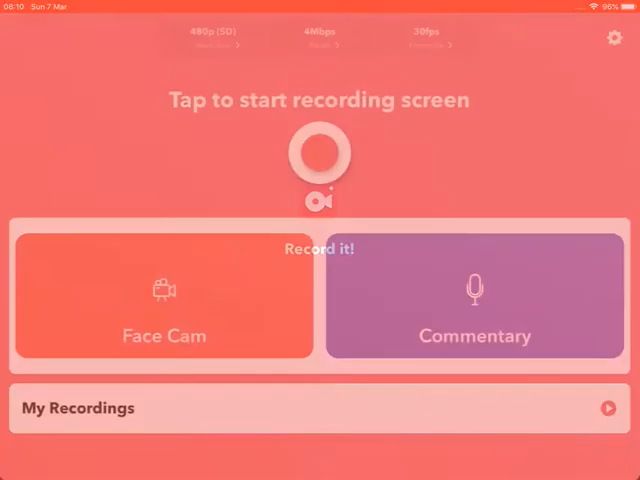 08:10 Sun 7 Mar 96%
480p (SD) 4Mbps 30fps
Tap to start recording screen
Record it!
Face Cam Commentary
My Recordings